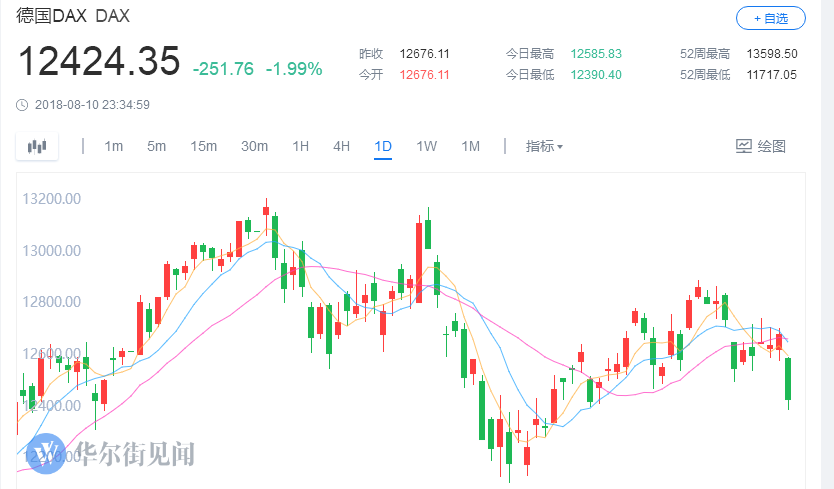 德国DAX DAX
+ 自选
12424.35 -251.76 -1.99%
昨收 12676.11 今日最高 12585.83 52周最高 13598.50
今开 12676.11 今日最低 12390.40 52周最低 11717.05
2018-08-10 23:34:59
1m 5m 15m 30m 1H 4H 1D 1W 1M 指标 绘图
13200.00
13000.00
12800.00
12600.00
12400.00
12200.00
华尔街见闻